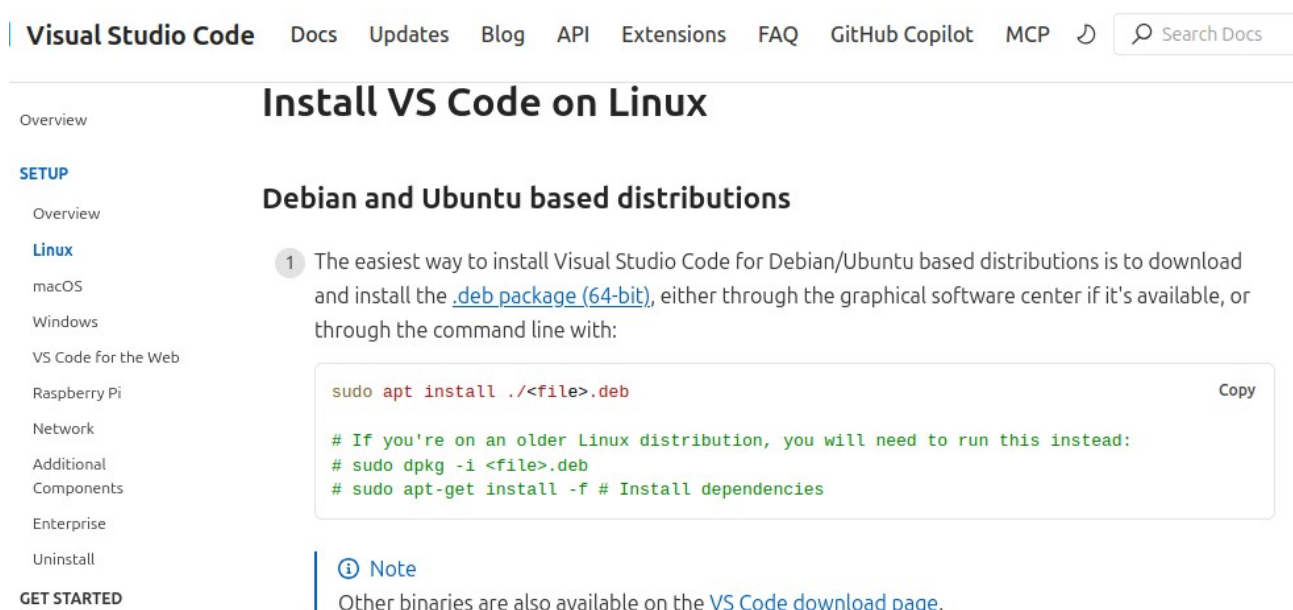 Visual Studio Code Docs Updates Blog API Extensions FAQ GitHub Copilot MCP Search Docs
Overview
SETUP
Overview
Linux
macOS
Windows
VS Code for the Web
Raspberry Pi
Network
Additional
Components
Enterprise
Uninstall
GET STARTED
Install VS Code on Linux
Debian and Ubuntu based distributions
1 The easiest way to install Visual Studio Code for Debian/Ubuntu based distributions is to download
and install the .deb package (64-bit), either through the graphical software center if it's available, or
through the command line with:
sudo apt install ./<file>.deb Copy
# If you're on an older Linux distribution, you will need to run this instead:
# sudo dpkg -i <file>.deb
# sudo apt-get install -f # Install dependencies
Note
Other binaries are also available on the VS Code download page.